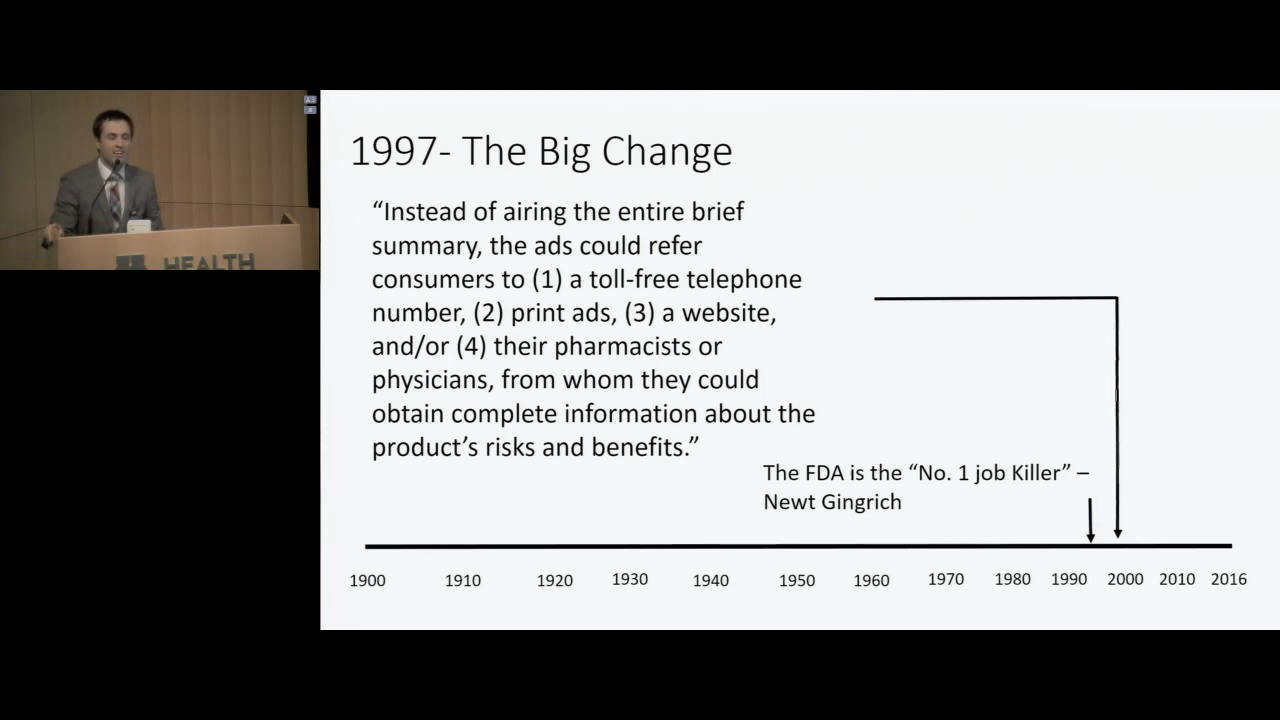 HEALTH
1997- The Big Change
“Instead of airing the entire brief
summary, the ads could refer
consumers to (1) a toll-free telephone
number, (2) print ads, (3) a website,
and/or (4) their pharmacists or
physicians, from whom they could
obtain complete information about the
product’s risks and benefits.”
The FDA is the “No. 1 job Killer” –
Newt Gingrich
1900 1910 1920 1930 1940 1950 1960 1970 1980 1990 2000 2010 2016